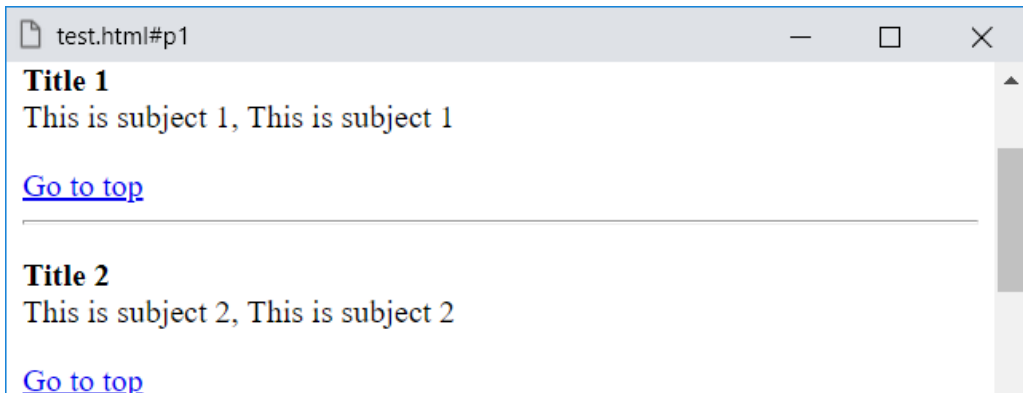 test.html#p1
Title 1
This is subject 1, This is subject 1
Go to top
Title 2
This is subject 2, This is subject 2
Go to top